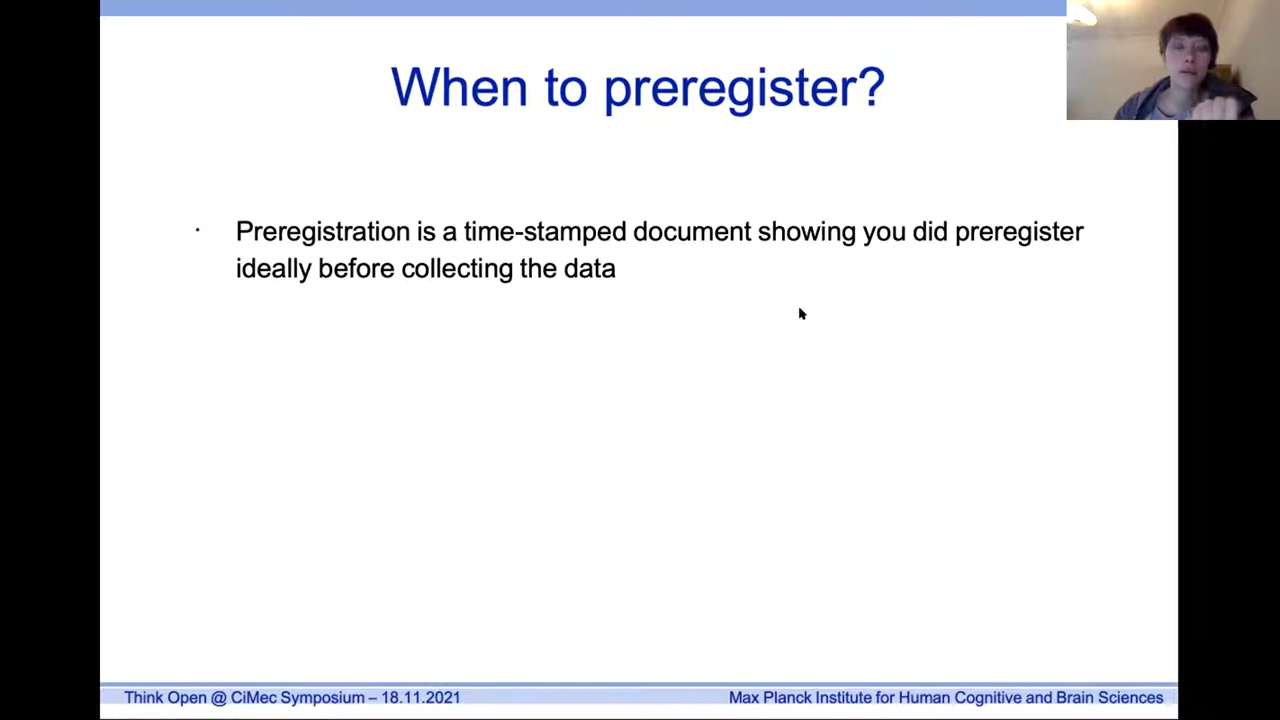 When to preregister?
· Preregistration is a time-stamped document showing you did preregister
ideally before collecting the data
Think Open @ CiMec Symposium – 18.11.2021
Max Planck Institute for Human Cognitive and Brain Sciences